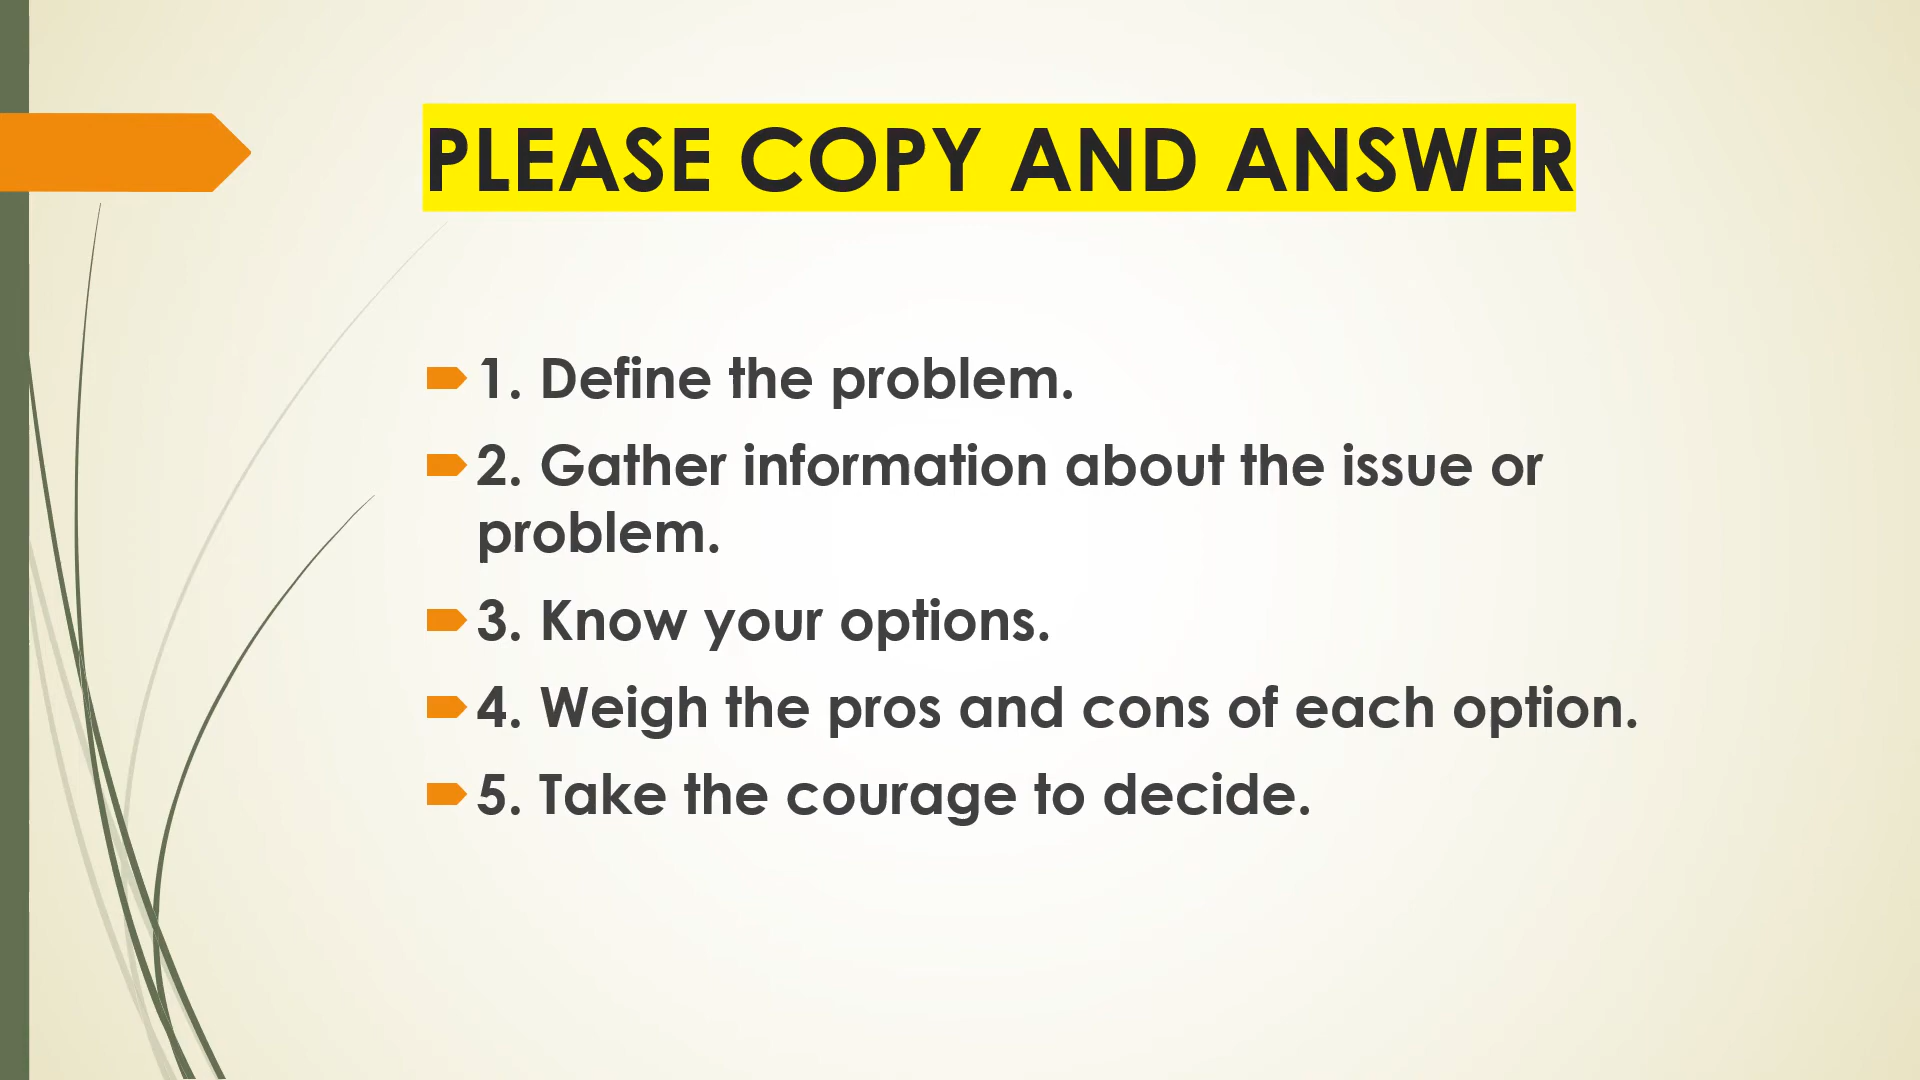 PLEASE COPY AND ANSWER
1. Define the problem.
2. Gather information about the issue or
problem.
3. Know your options.
4. Weigh the pros and cons of each option.
5. Take the courage to decide.